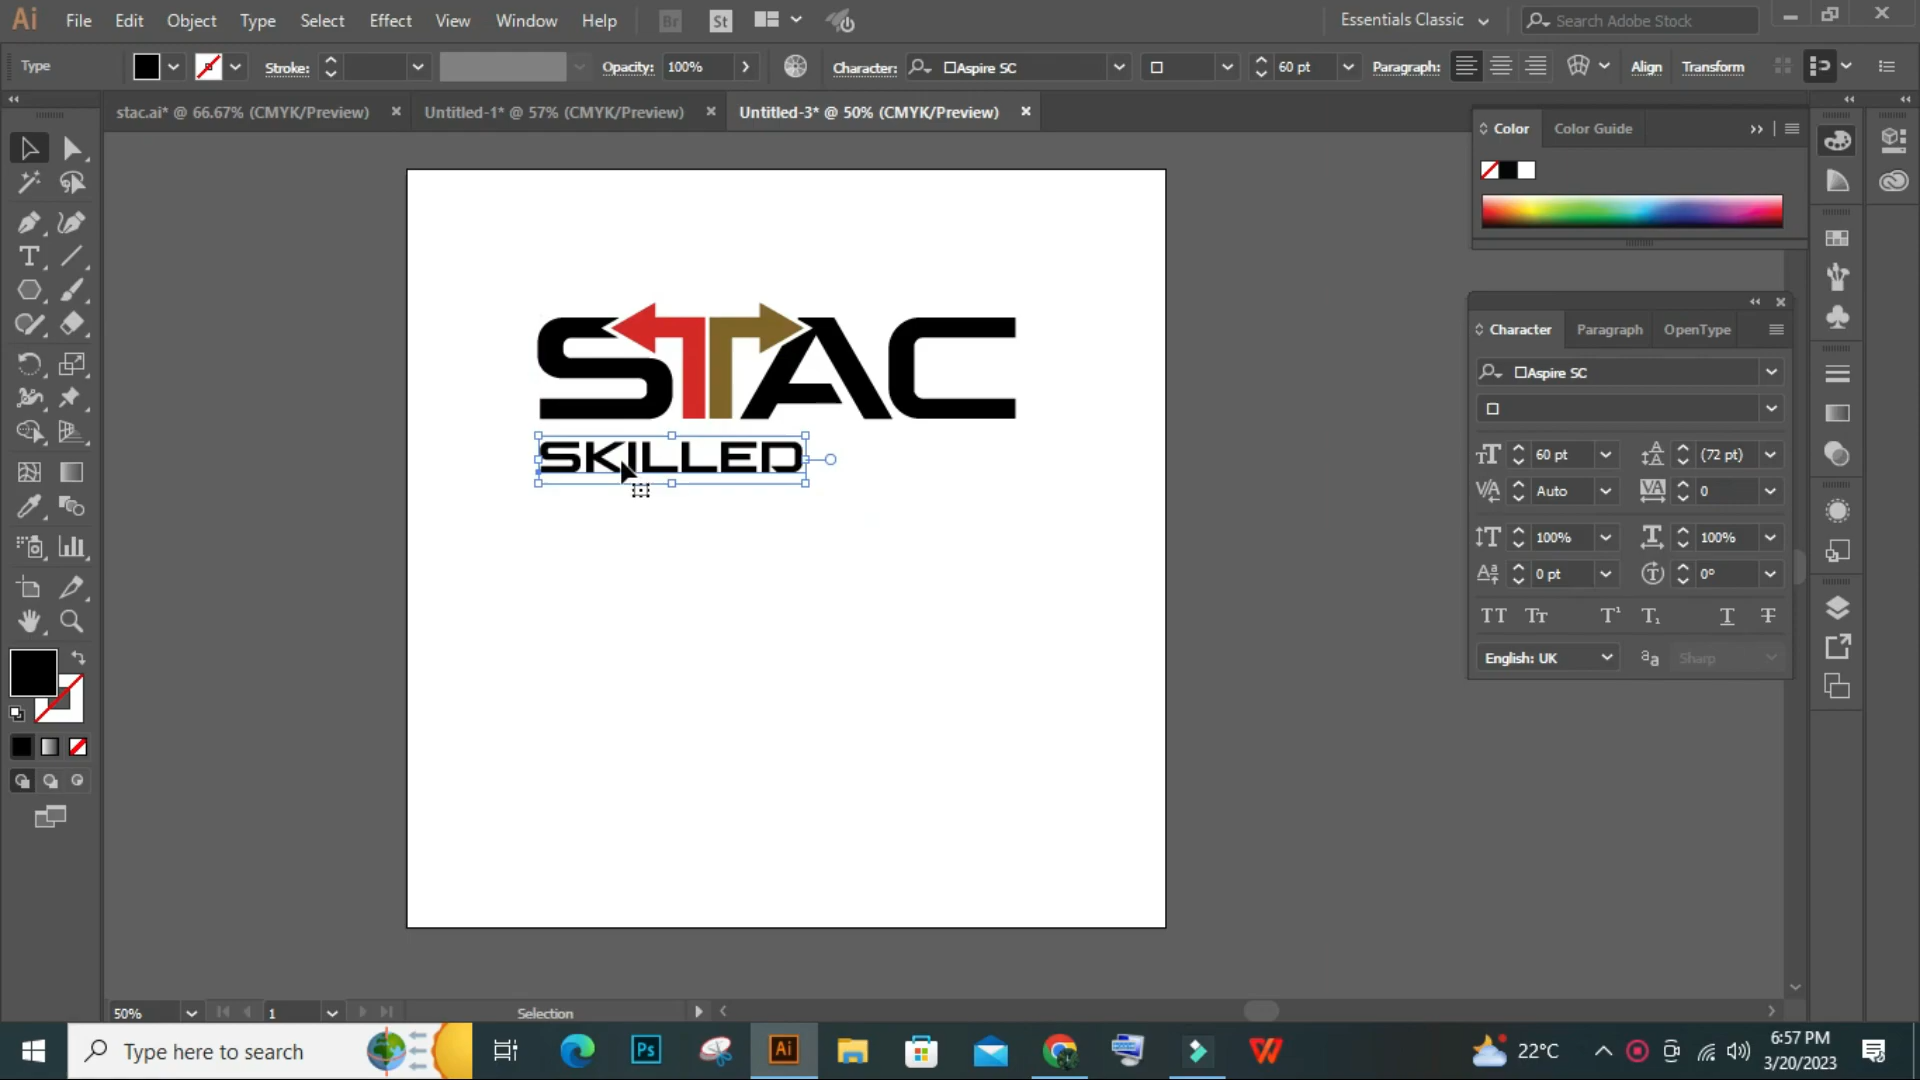 Ai File Edit Object Type Select Effect View Window Help Br St Essentials Classic Search Adobe Stock
Type Stroke: Opacity: 100% Character: Aspire SC 60 pt Paragraph: Align Transform
stac.ai* @ 66.67% (CMYK/Preview) Untitled-1* @ 57% (CMYK/Preview) Untitled-3* @ 50% (CMYK/Preview)
Color Color Guide
STAC
SKILLED
Character Paragraph OpenType
Aspire SC
60 pt (72 pt)
Auto 0
100% 100%
0 pt 0°
English: UK Sharp
50% 1 Selection
Type here to search Ps Ai 22°C 6:57 PM
3/20/2023